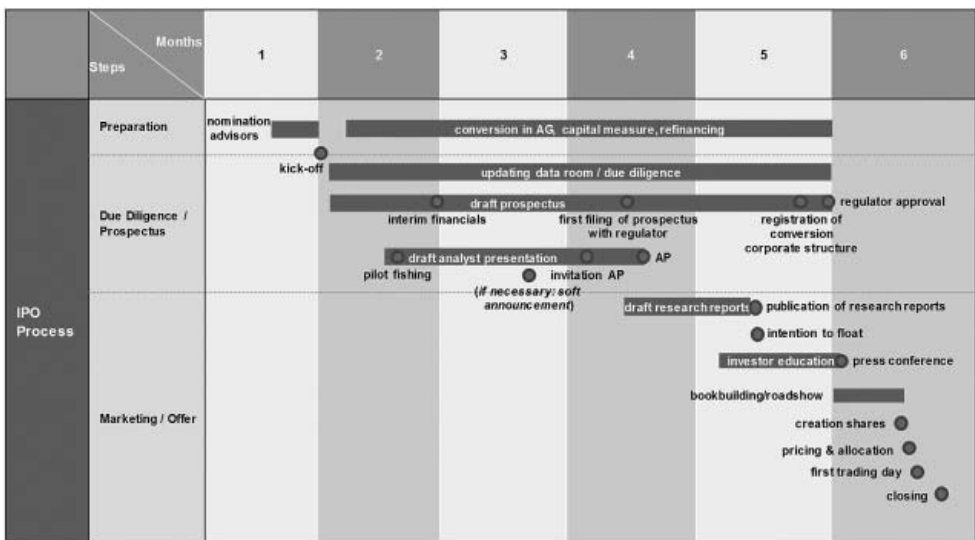 Months
Steps
1 2 3 4 5 6
IPO
Process
Preparation
nomination
advisors
conversion in AG, capital measure, refinancing
kick-off
Due Diligence /
Prospectus
updating data room / due diligence
draft prospectus
regulator approval
interim financials
first filing of prospectus
with regulator
registration of
conversion
corporate structure
draft analyst presentation
AP
pilot fishing
invitation AP
(if necessary: soft
announcement)
Marketing / Offer
draft research reports
publication of research reports
intention to float
investor education
press conference
bookbuilding/roadshow
creation shares
pricing & allocation
first trading day
closing